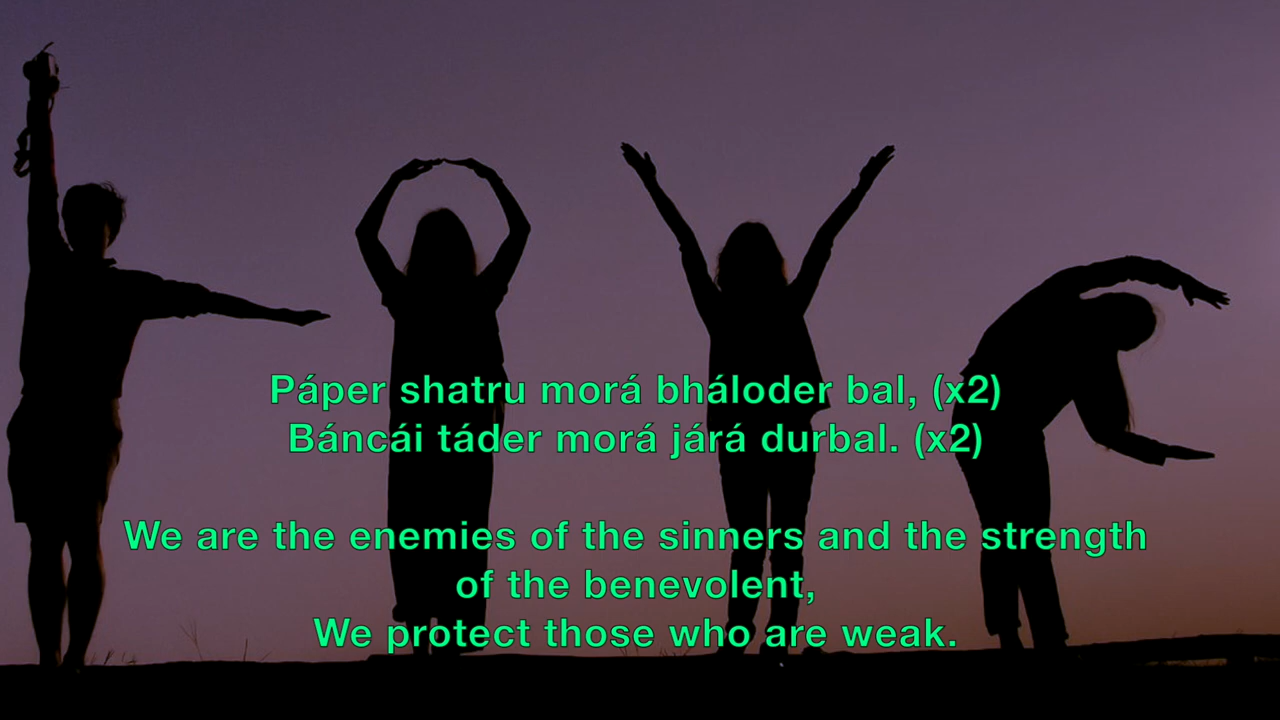 Páper shatru morá bháloder bal, (x2)
Báncái táder morá járá durbal. (x2)
We are the enemies of the sinners and the strength
of the benevolent,
We protect those who are weak.